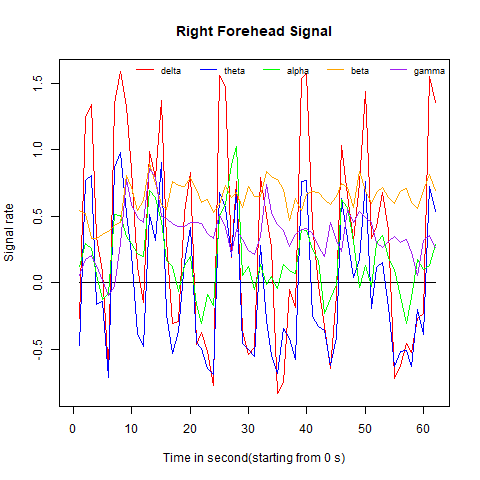 Right Forehead Signal
delta theta alpha beta gamma
Signal rate
1.5
1.0
0.5
0.0
-0.5
0 10 20 30 40 50 60
Time in second(starting from 0 s)